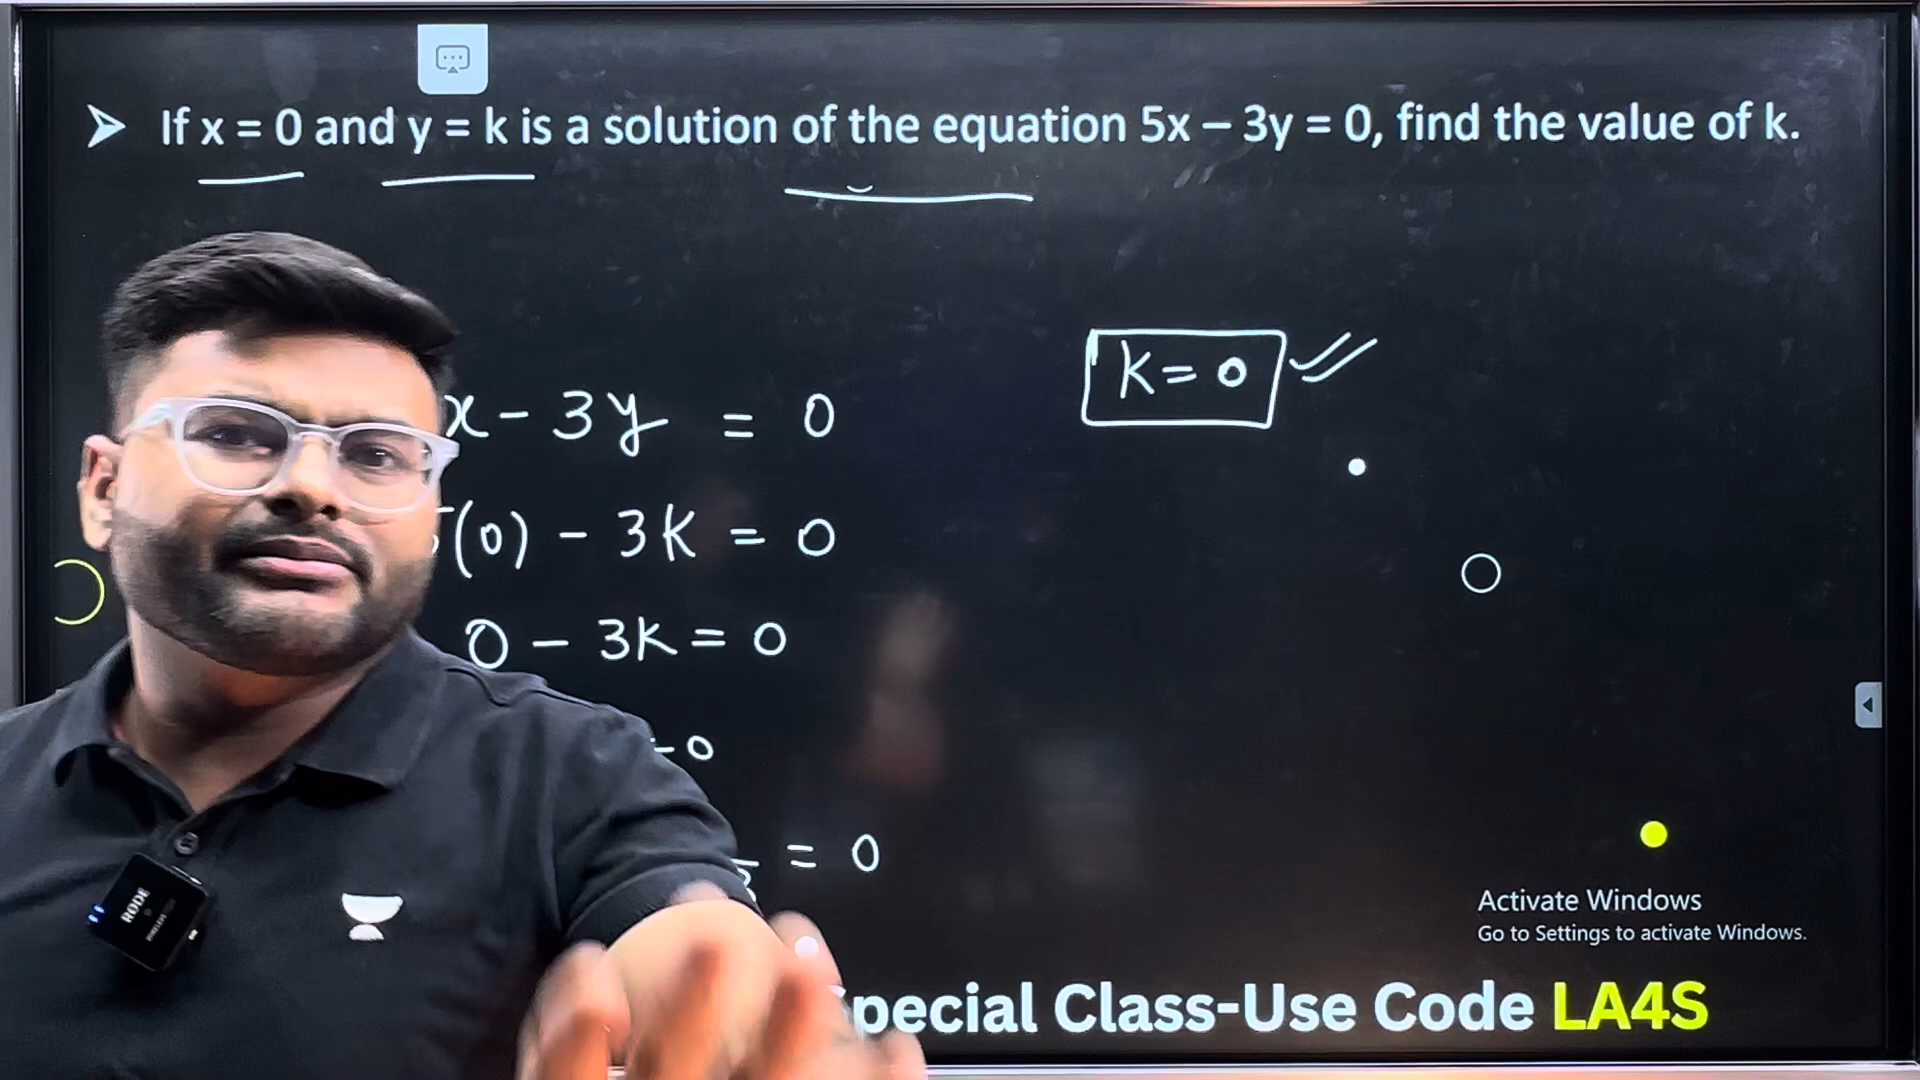 ➤ If x = 0 and y = k is a solution of the equation 5x – 3y = 0, find the value of k.
K = 0
x - 3y = 0
(0) - 3K = 0
0 - 3K = 0
= 0
= 0
RODE
Activate Windows
Go to Settings to activate Windows.
Special Class-Use Code LA4S